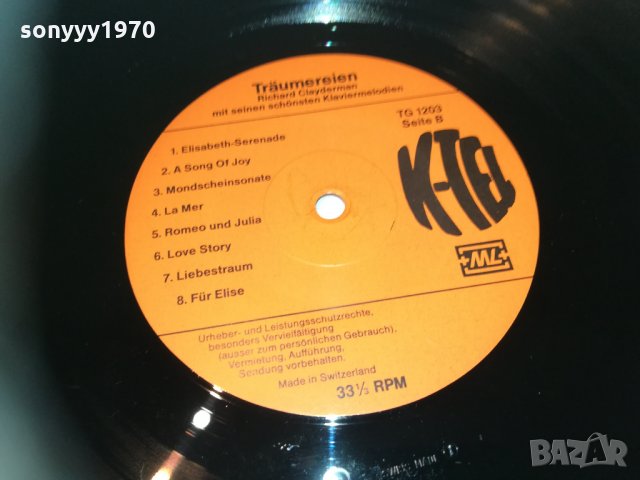 sonyyy1970
Träumereien
Richard Clayderman
mit seinen schönsten Klaviermelodien
TG 1203
Seite B
1. Elisabeth-Serenade
2. A Song Of Joy
3. Mondscheinsonate
4. La Mer
5. Romeo und Julia
6. Love Story
7. Liebestraum
8. Für Elise
K-TEL
Urheber- und Leistungsschutzrechte,
besonders Vervielfältigung
(ausser zum persönlichen Gebrauch).
Vermietung, Aufführung,
Sendung vorbehalten.
Made in Switzerland
33⅓ RPM
BAZAR